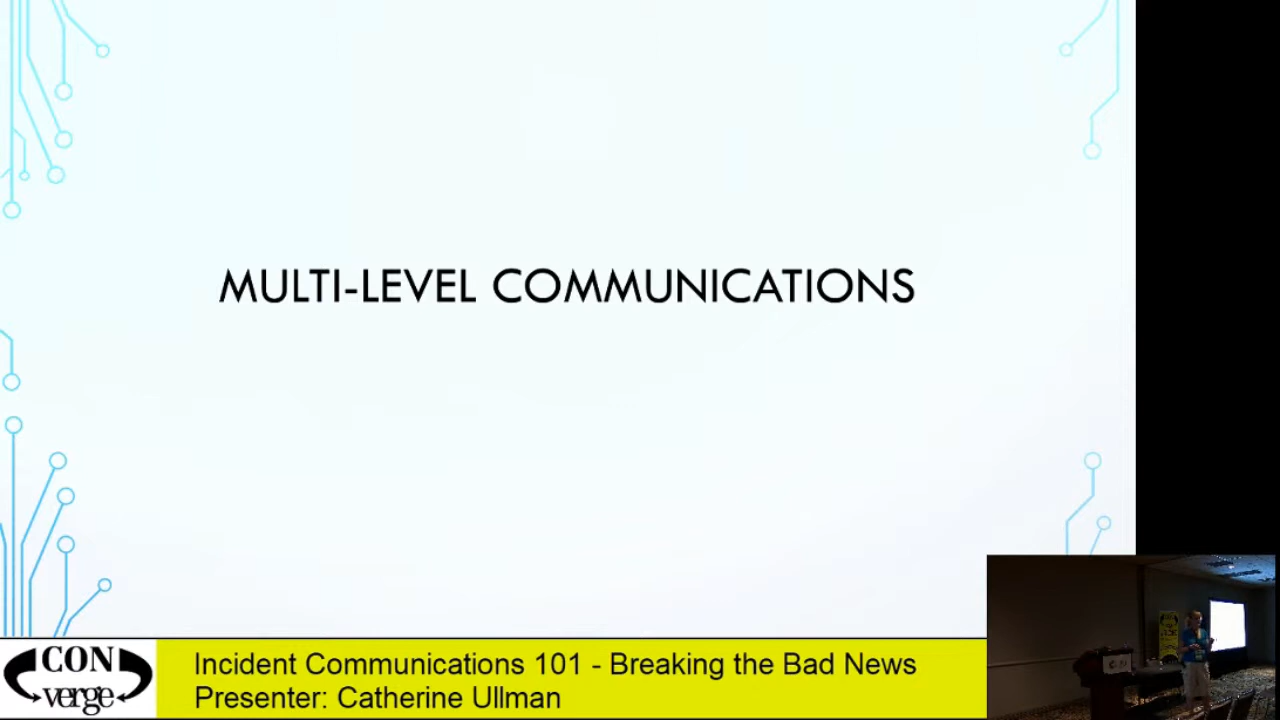 MULTI-LEVEL COMMUNICATIONS
CON
verge
Incident Communications 101 - Breaking the Bad News
Presenter: Catherine Ullman